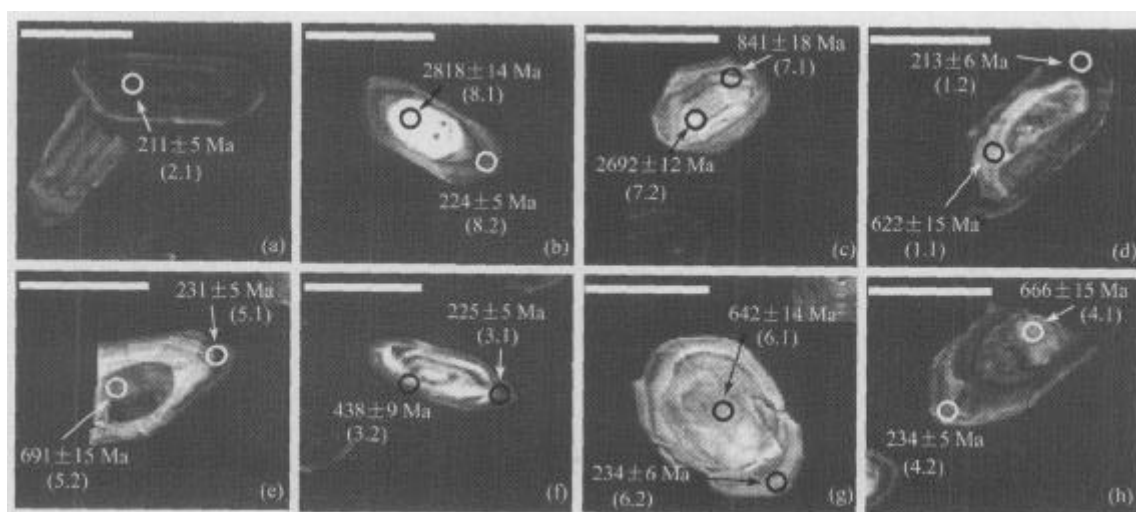 211±5 Ma
(2.1)
(a)
2818±14 Ma
(8.1)
224±5 Ma
(8.2)
(b)
841±18 Ma
(7.1)
2692±12 Ma
(7.2)
(c)
213±6 Ma
(1.2)
622±15 Ma
(1.1)
(d)
231±5 Ma
(5.1)
691±15 Ma
(5.2)
(e)
225±5 Ma
(3.1)
438±9 Ma
(3.2)
(f)
642±14 Ma
(6.1)
234±6 Ma
(6.2)
(g)
666±15 Ma
(4.1)
234±5 Ma
(4.2)
(h)